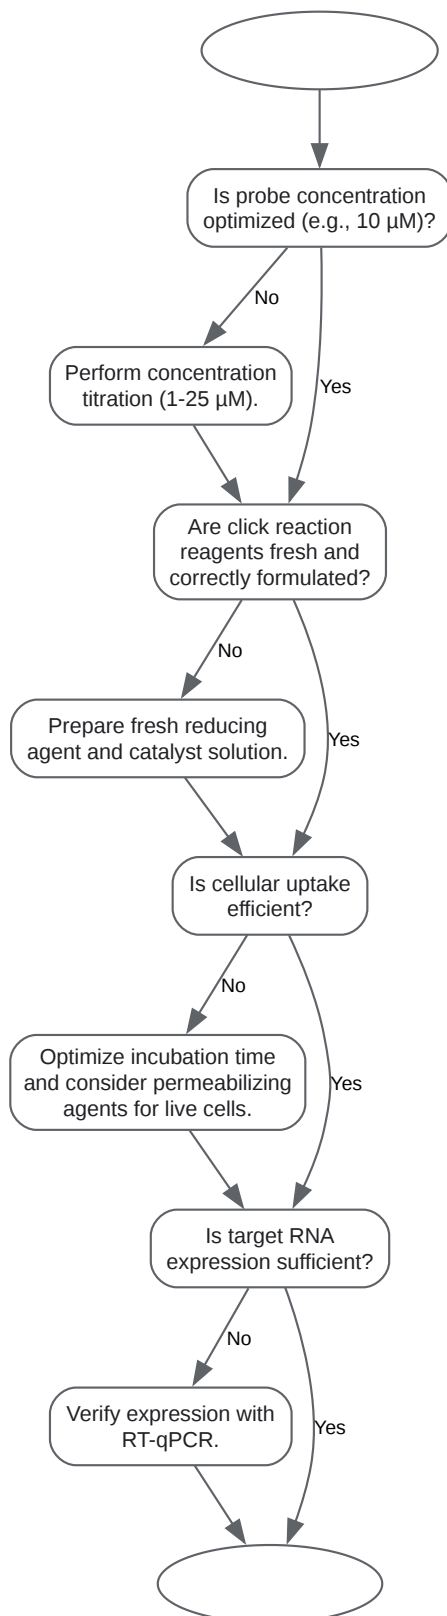 Is probe concentration
optimized (e.g., 10 µM)?
No
Yes
Perform concentration
titration (1-25 µM).
Are click reaction
reagents fresh and
correctly formulated?
No
Yes
Prepare fresh reducing
agent and catalyst solution.
Is cellular uptake
efficient?
No
Yes
Optimize incubation time
and consider permeabilizing
agents for live cells.
Is target RNA
expression sufficient?
No
Yes
Verify expression with
RT-qPCR.